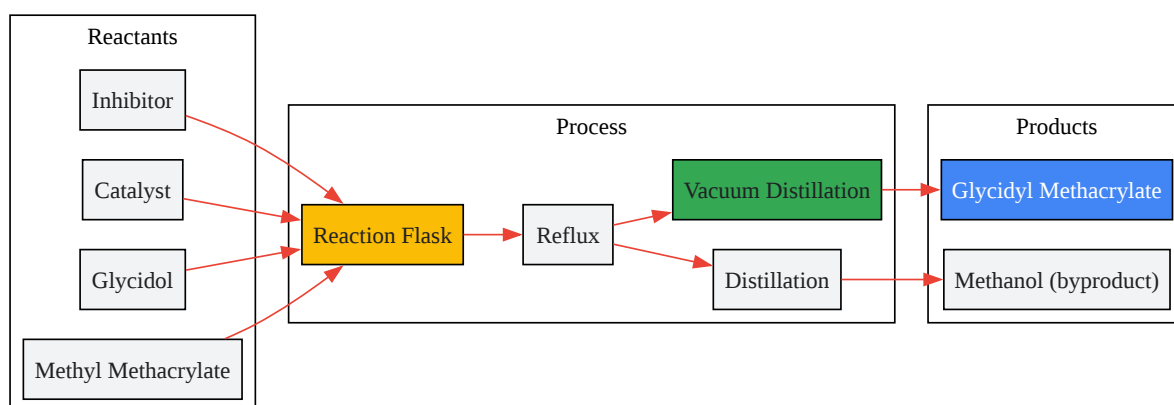 Reactants
Inhibitor
Catalyst
Glycidol
Methyl Methacrylate
Process
Reaction Flask
Reflux
Vacuum Distillation
Distillation
Products
Glycidyl Methacrylate
Methanol (byproduct)